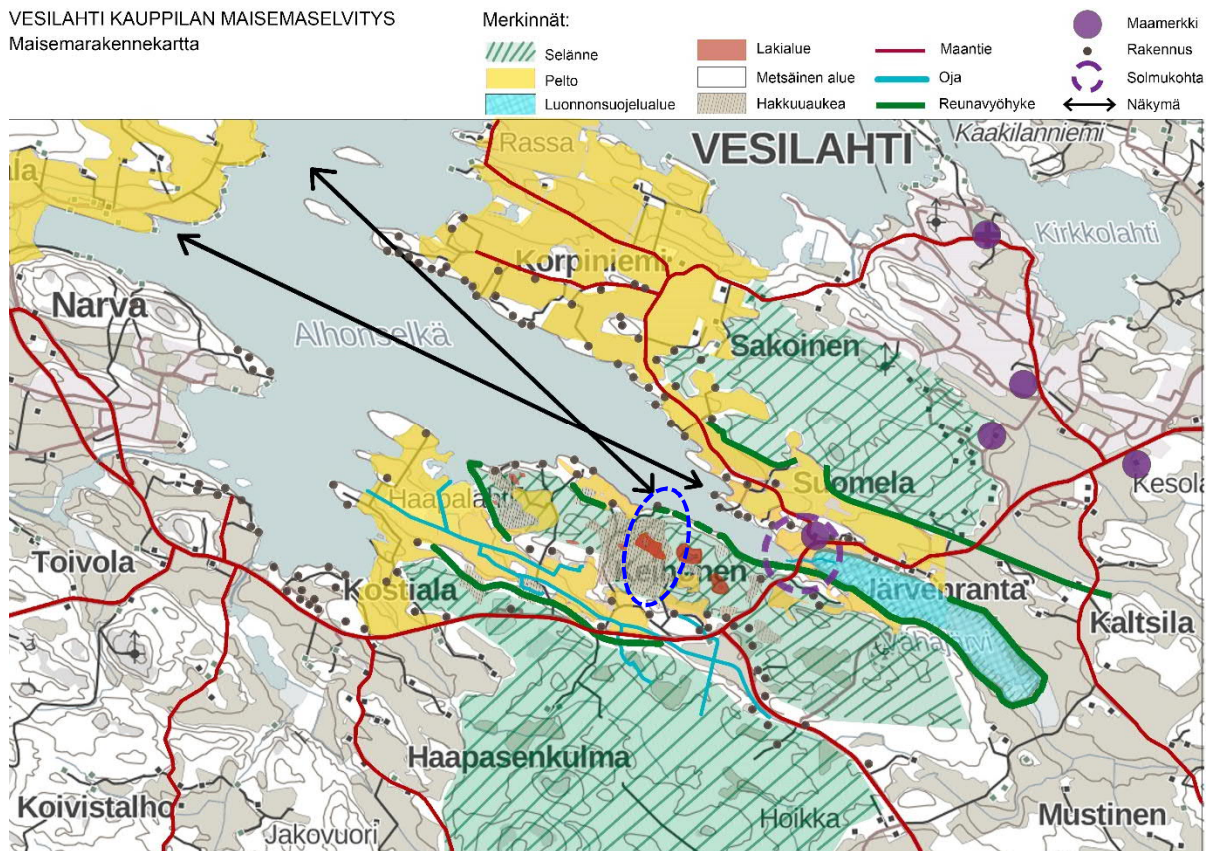 VESILAHTI KAUPPILAN MAISEMASELVITYS
Maisemarakennekartta
Merkinnät:
Selänne
Pelto
Luonnonsuojelualue
Lakialue
Metsäinen alue
Hakkuuaukea
Maantie
Oja
Reunavyöhyke
Maamerkki
Rakennus
Solmukohta
Näkymä
Rassa
VESILAHTI
Kaakilanniemi
ala
Kirkkolahti
Korpiniemi
Narva
Alhonselkä
Sakoinen
Suomela
Kesola
Haapalahti
Toivola
Kostiala
Järvenranta
Kaltsila
Vähäjärvi
Haapasenkulma
Koivistalho
Jakovuori
Hoikka
Mustinen